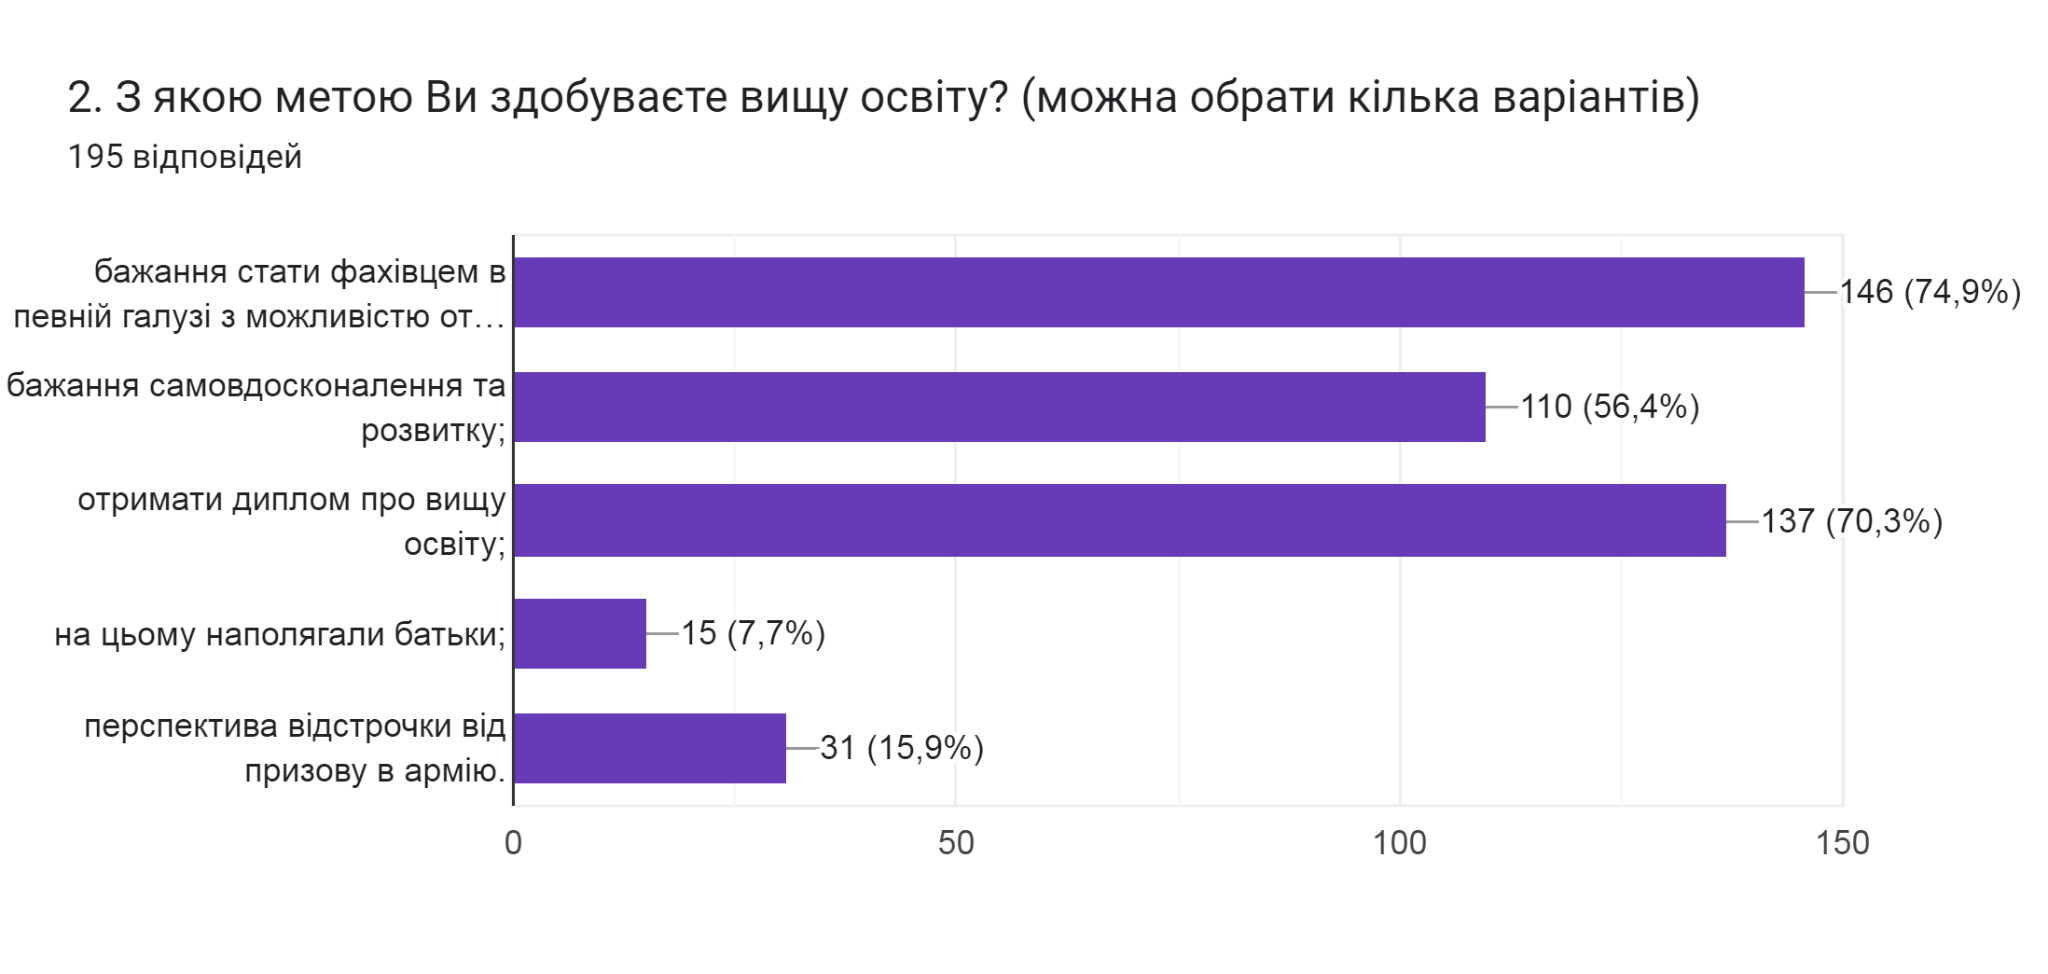 2. З якою метою Ви здобуваєте вищу освіту? (можна обрати кілька варіантів)
195 відповідей
бажання стати фахівцем в
певній галузі з можливістю от…
146 (74,9%)
бажання самовдосконалення та
розвитку;
110 (56,4%)
отримати диплом про вищу
освіту;
137 (70,3%)
на цьому наполягали батьки;
15 (7,7%)
перспектива відстрочки від
призову в армію.
31 (15,9%)
0 50 100 150